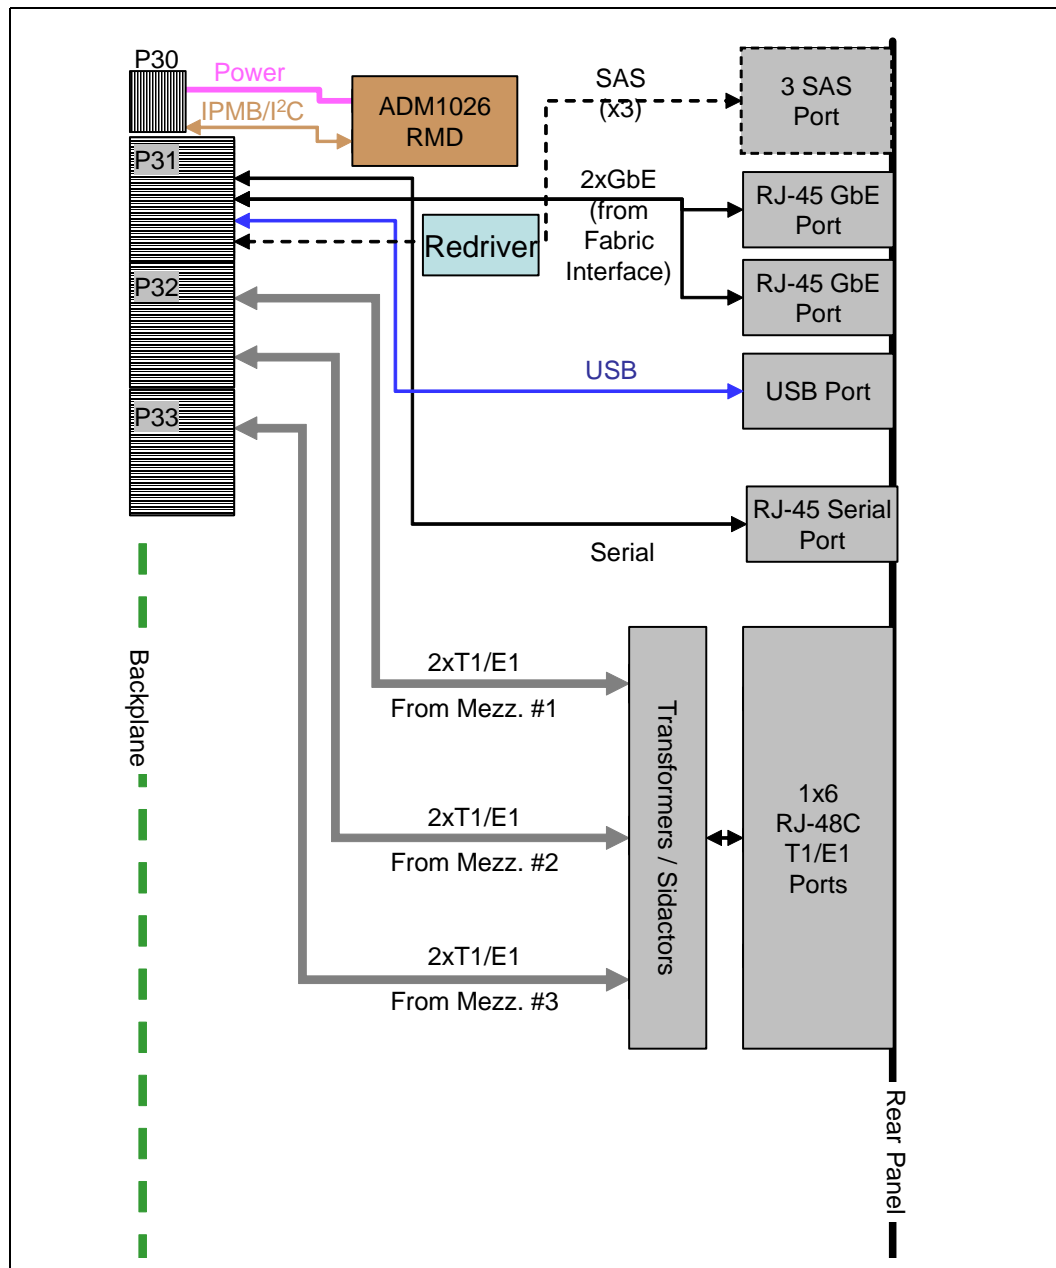 P30
Power
IPMB/I²C
ADM1026
RMD
SAS
(x3)
3 SAS
Port
P31
2xGbE
(from
Fabric
Interface)
RJ-45 GbE
Port
Redriver
RJ-45 GbE
Port
P32
USB
USB Port
P33
RJ-45 Serial
Port
Serial
Backplane
2xT1/E1
From Mezz. #1
2xT1/E1
From Mezz. #2
2xT1/E1
From Mezz. #3
Transformers / Sidactors
1x6
RJ-48C
T1/E1
Ports
Rear Panel